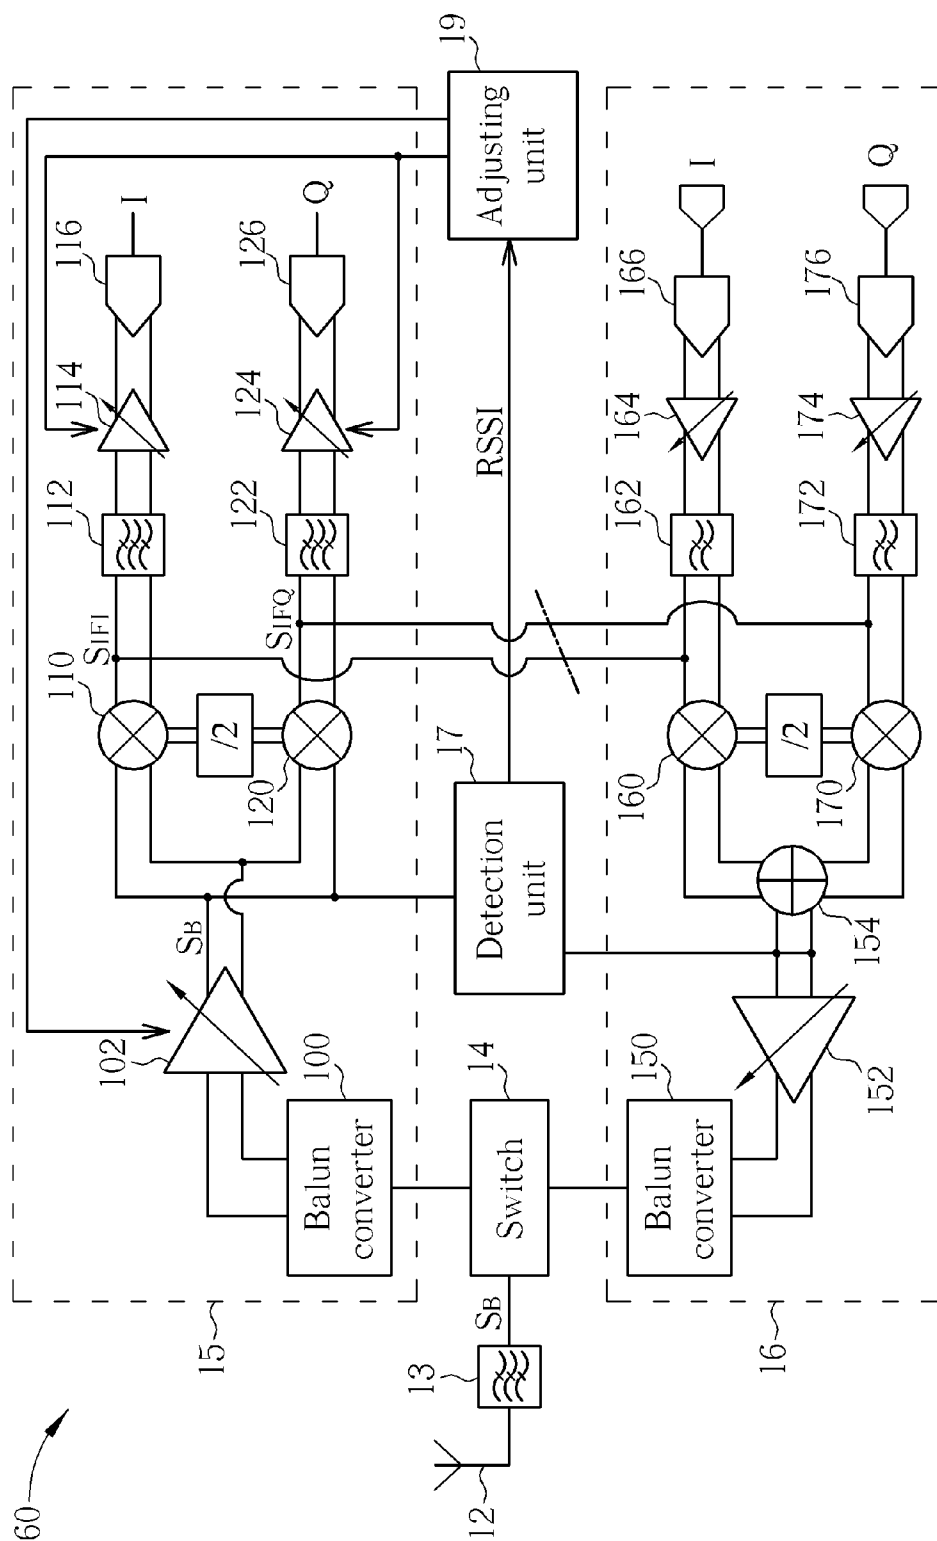 60
12
13
SB
15
Balun
converter
100
102
SB
110
SIFI
112
114
116
I
/2
120
SIFQ
122
124
126
Q
Switch
14
Detection
unit
17
RSSI
Adjusting
unit
19
16
Balun
converter
150
152
154
160
162
164
166
I
/2
170
172
174
176
Q